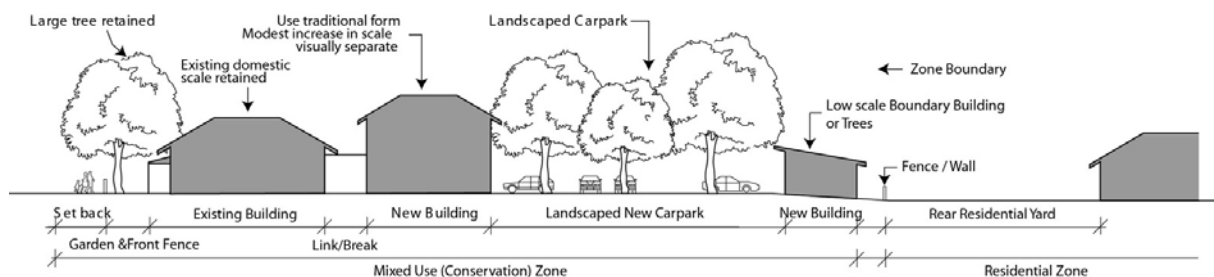 Large tree retained
Use traditional form
Modest increase in scale
visually separate
Landscaped Carpark
Existing domestic
scale retained
Zone Boundary
Low scale Boundary Building
or Trees
Fence / Wall
Set back
Existing Building
New Building
Landscaped New Carpark
New Building
Rear Residential Yard
Garden &Front Fence
Link/Break
Mixed Use (Conservation) Zone
Residential Zone